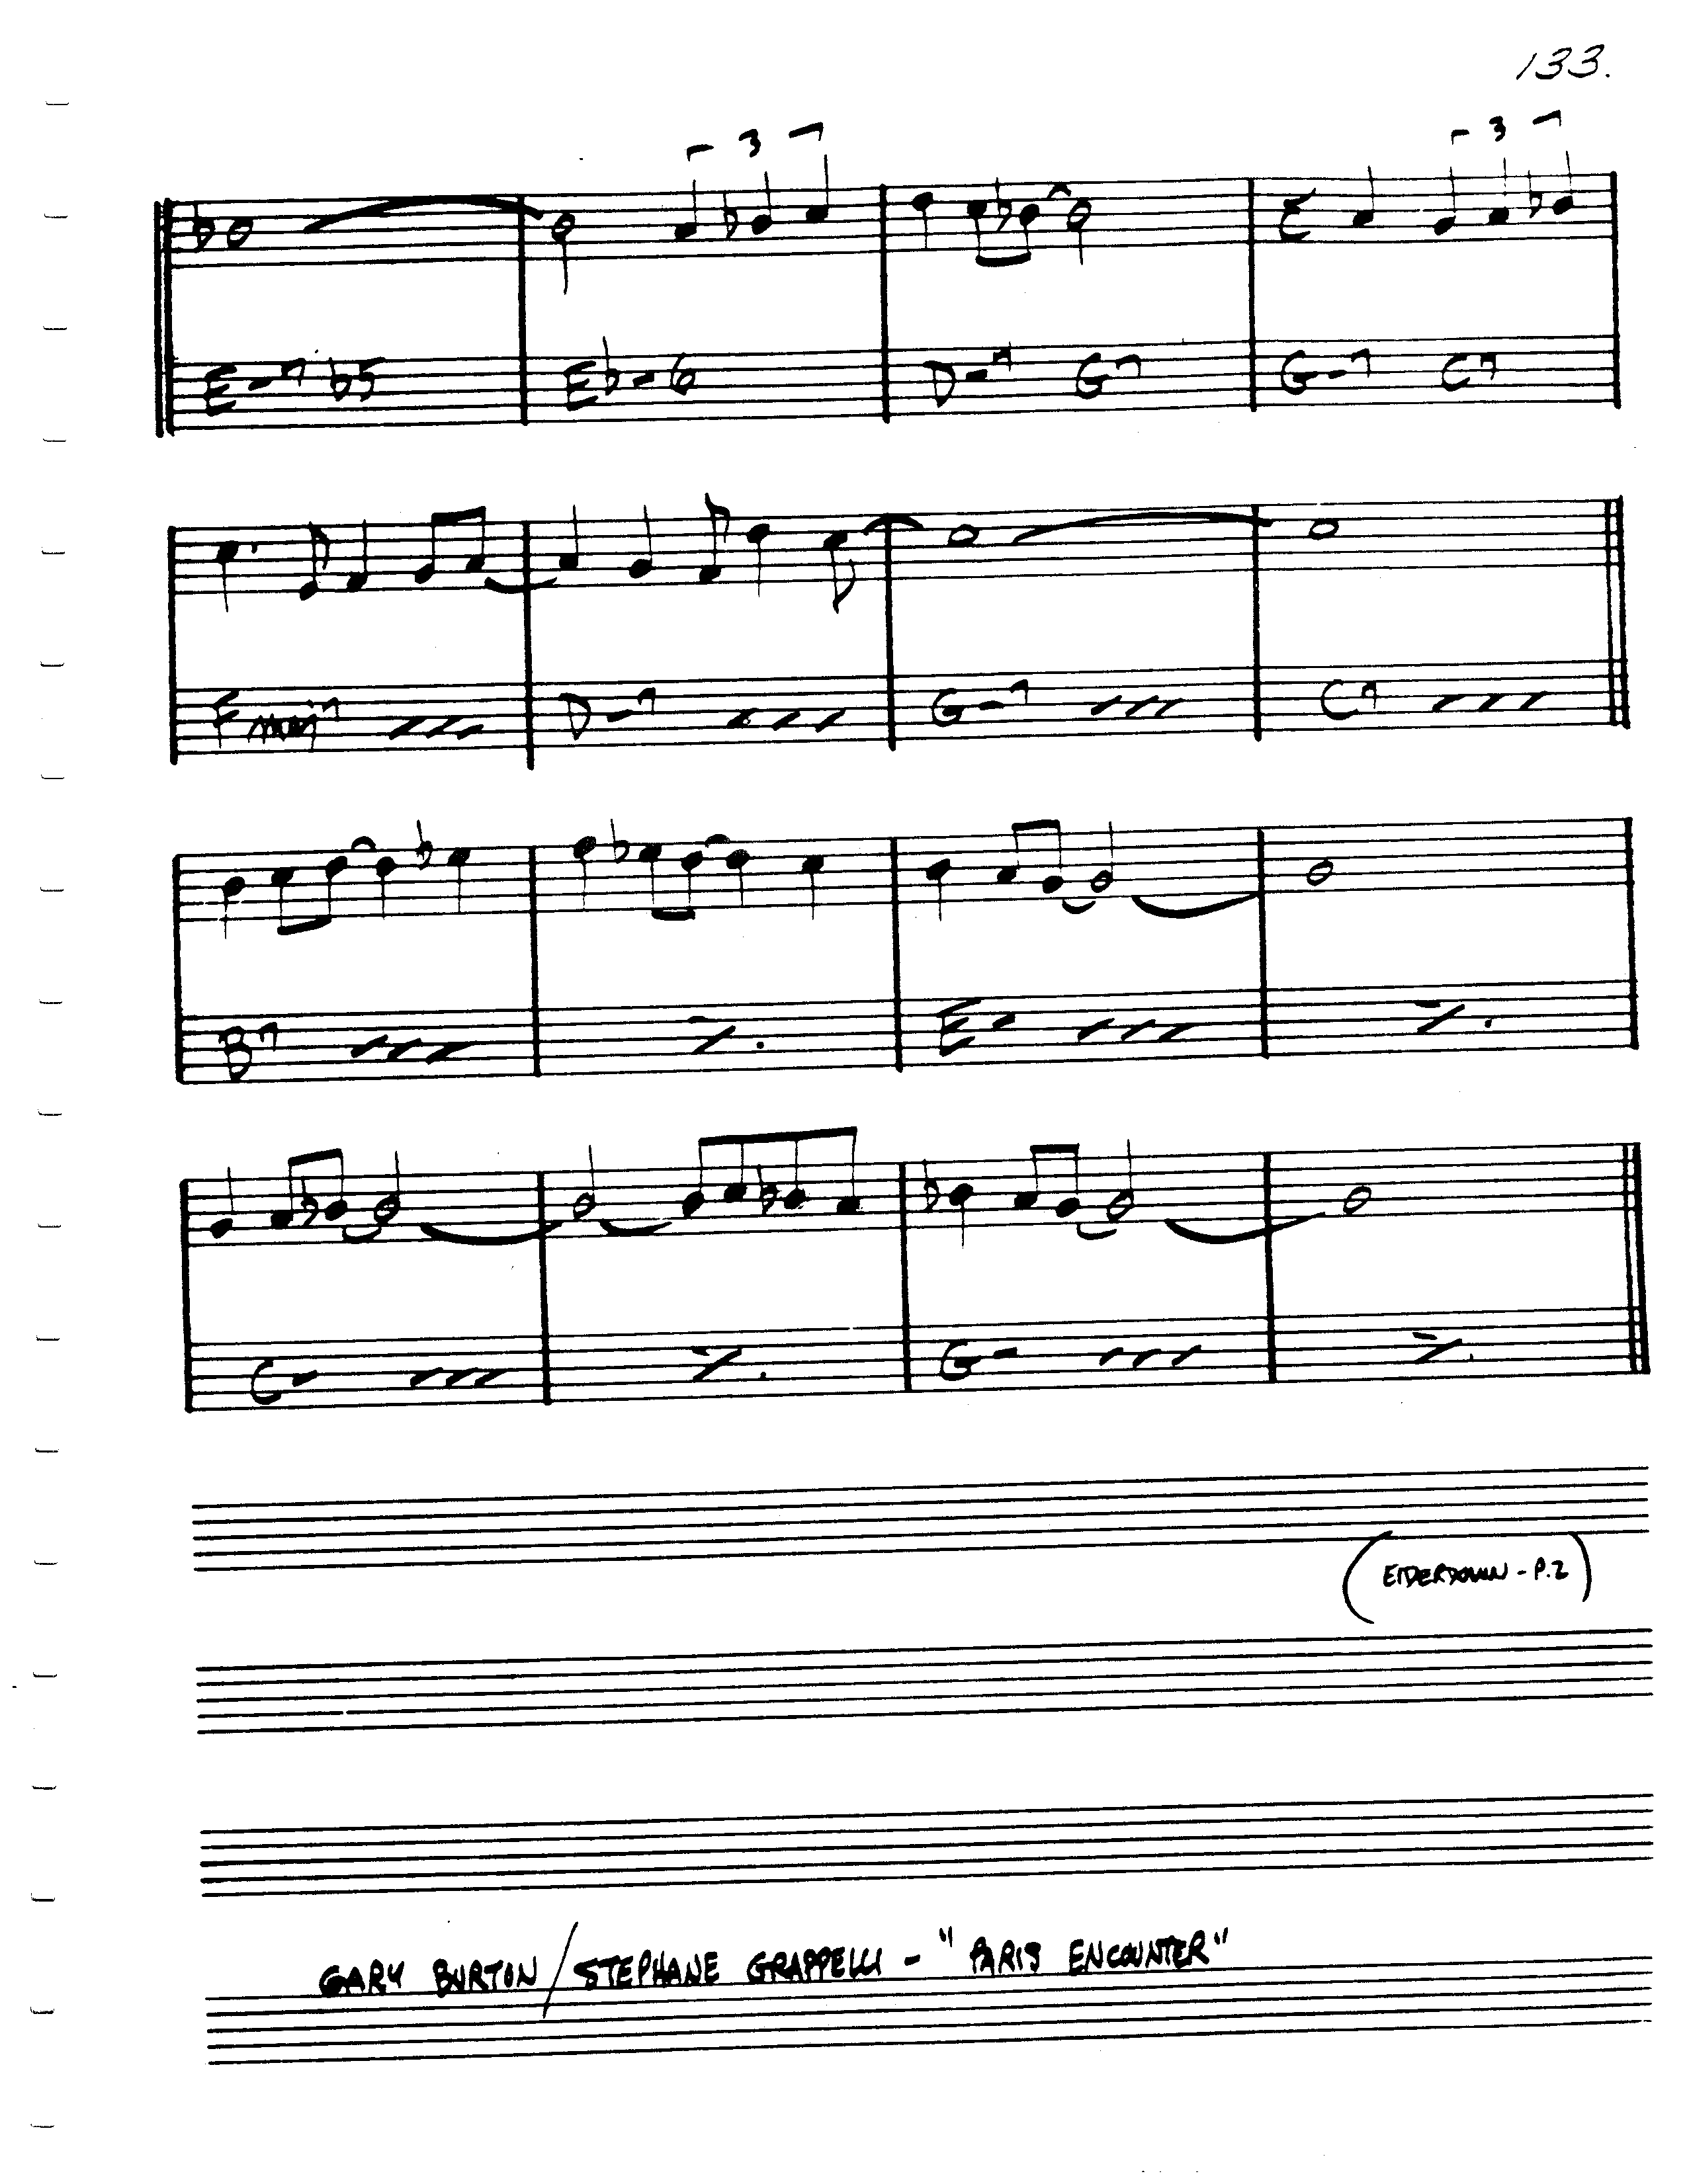 133.
3 3
E-7 b5 Eb-6 D-7 G7 G-7 C7
Fmaj7 D-7 G-7 C7
B7 E-
C- G-
(EIDERDOWN - P.2)
GARY BURTON/STEPHANE GRAPPELLI - "PARIS ENCOUNTER"